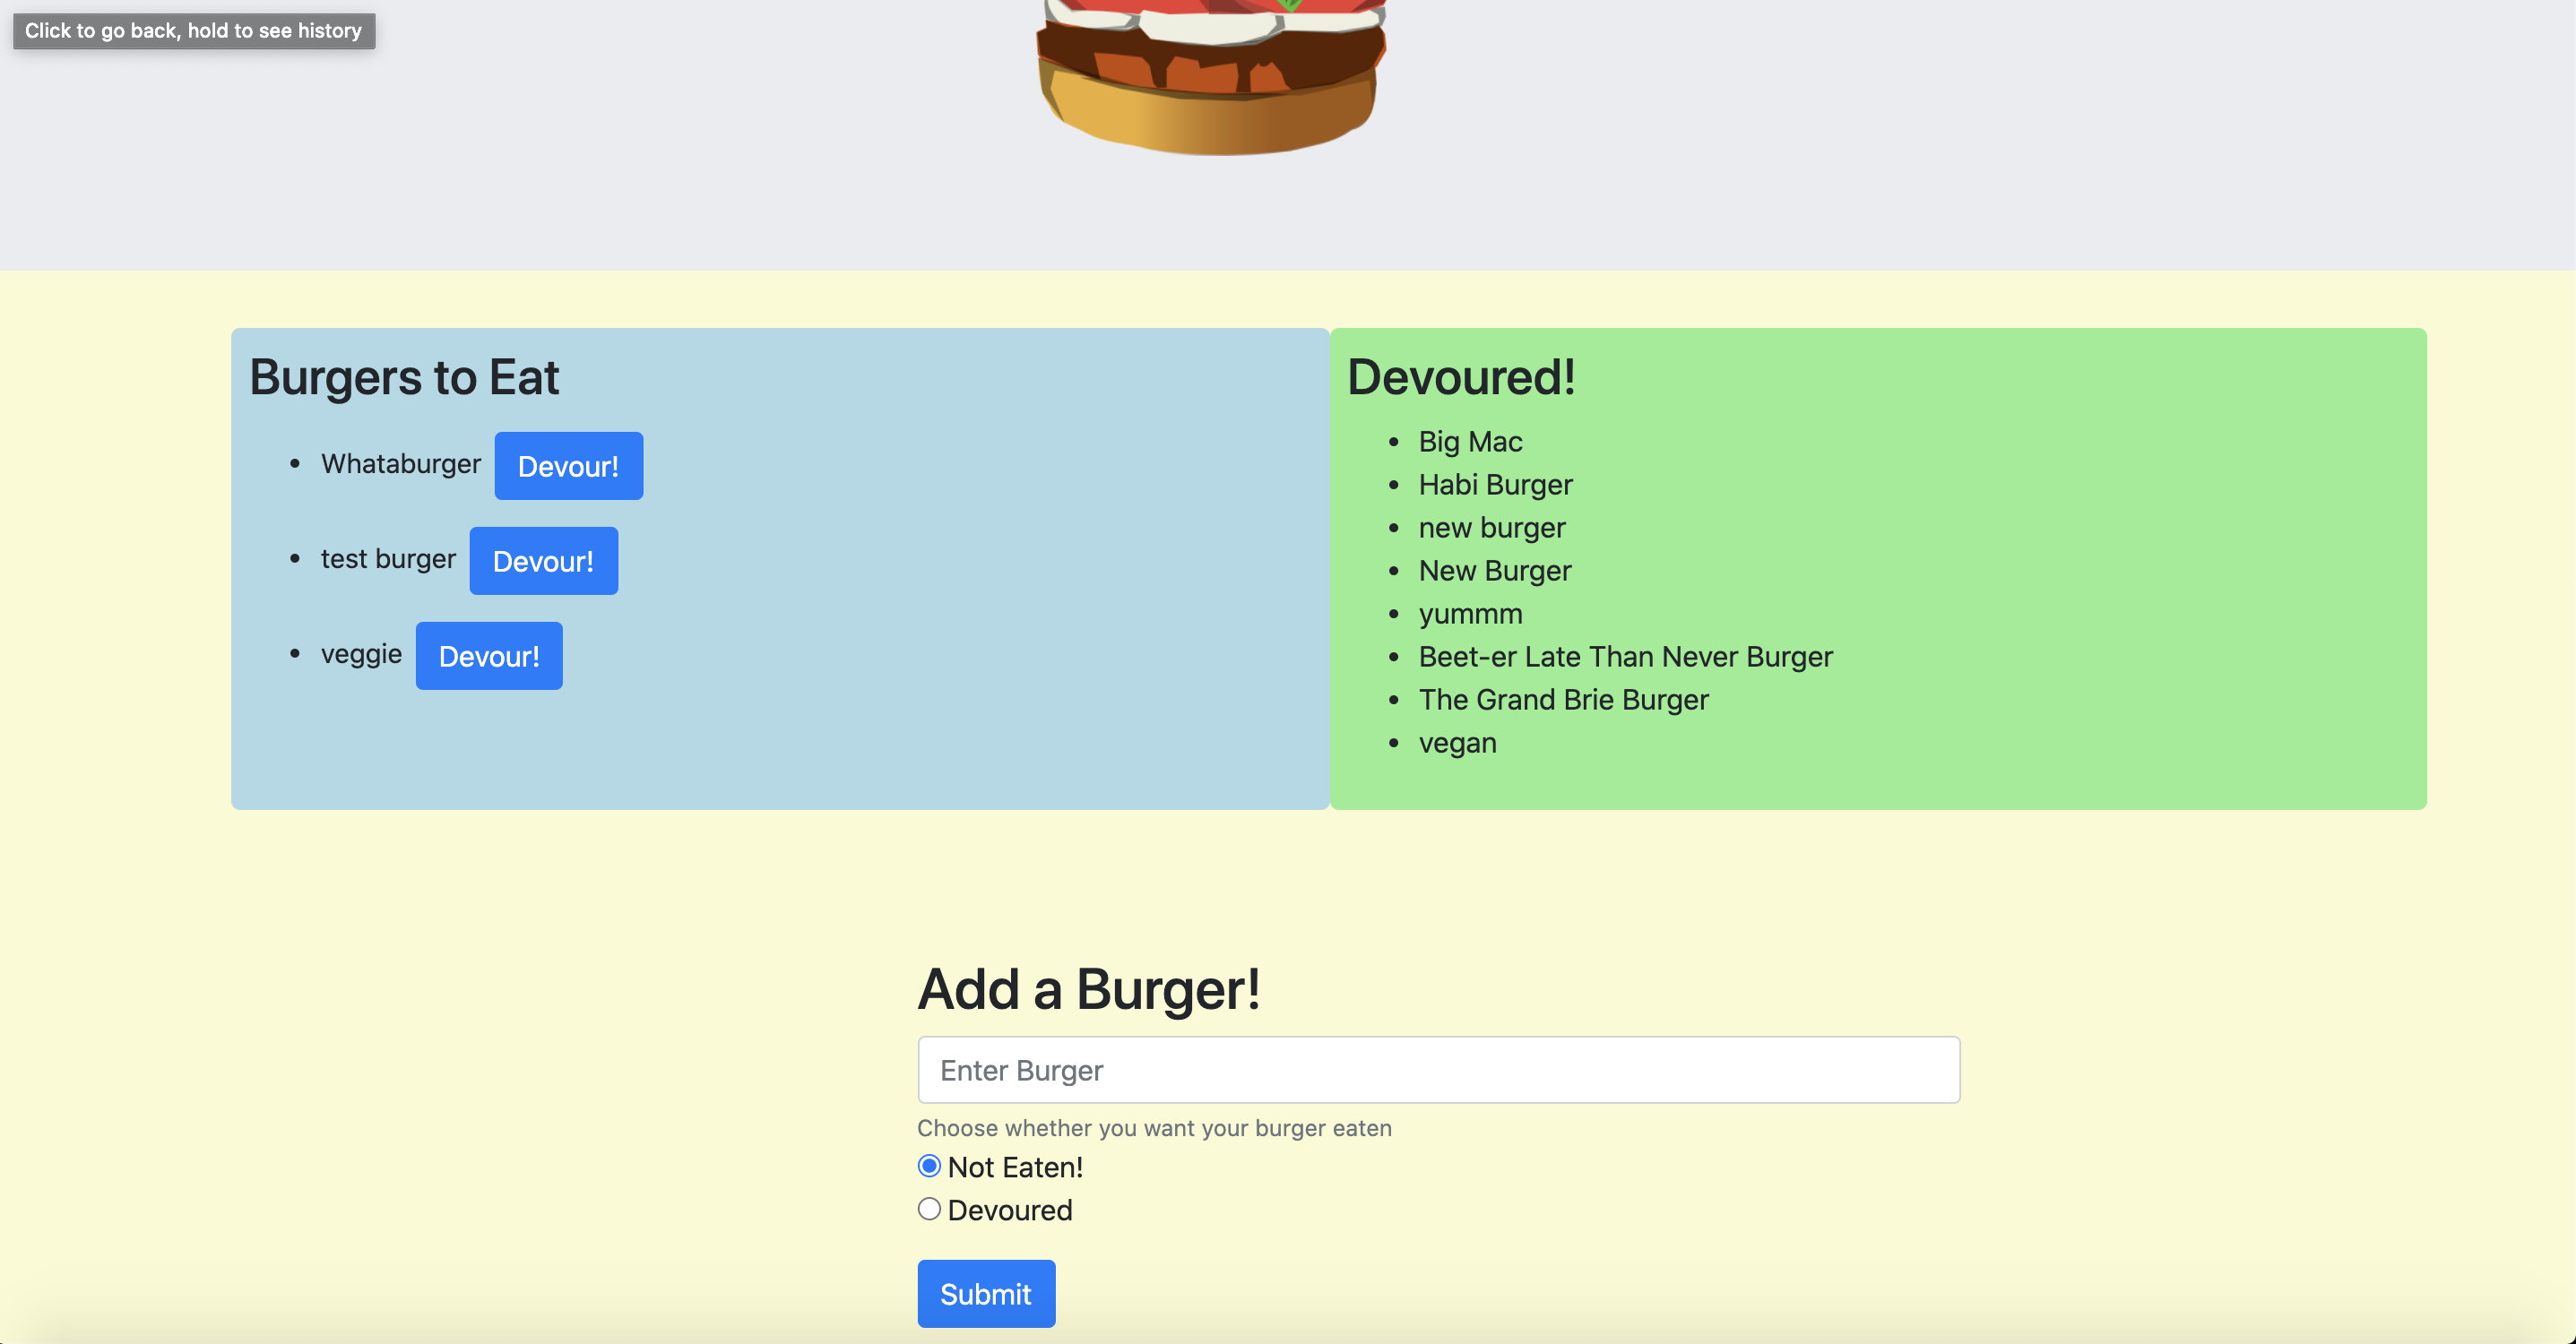 Click to go back, hold to see history
Burgers to Eat
Whataburger Devour!
test burger Devour!
veggie Devour!
Devoured!
Big Mac
Habi Burger
new burger
New Burger
yummm
Beet-er Late Than Never Burger
The Grand Brie Burger
vegan
Add a Burger!
Enter Burger
Choose whether you want your burger eaten
Not Eaten!
Devoured
Submit